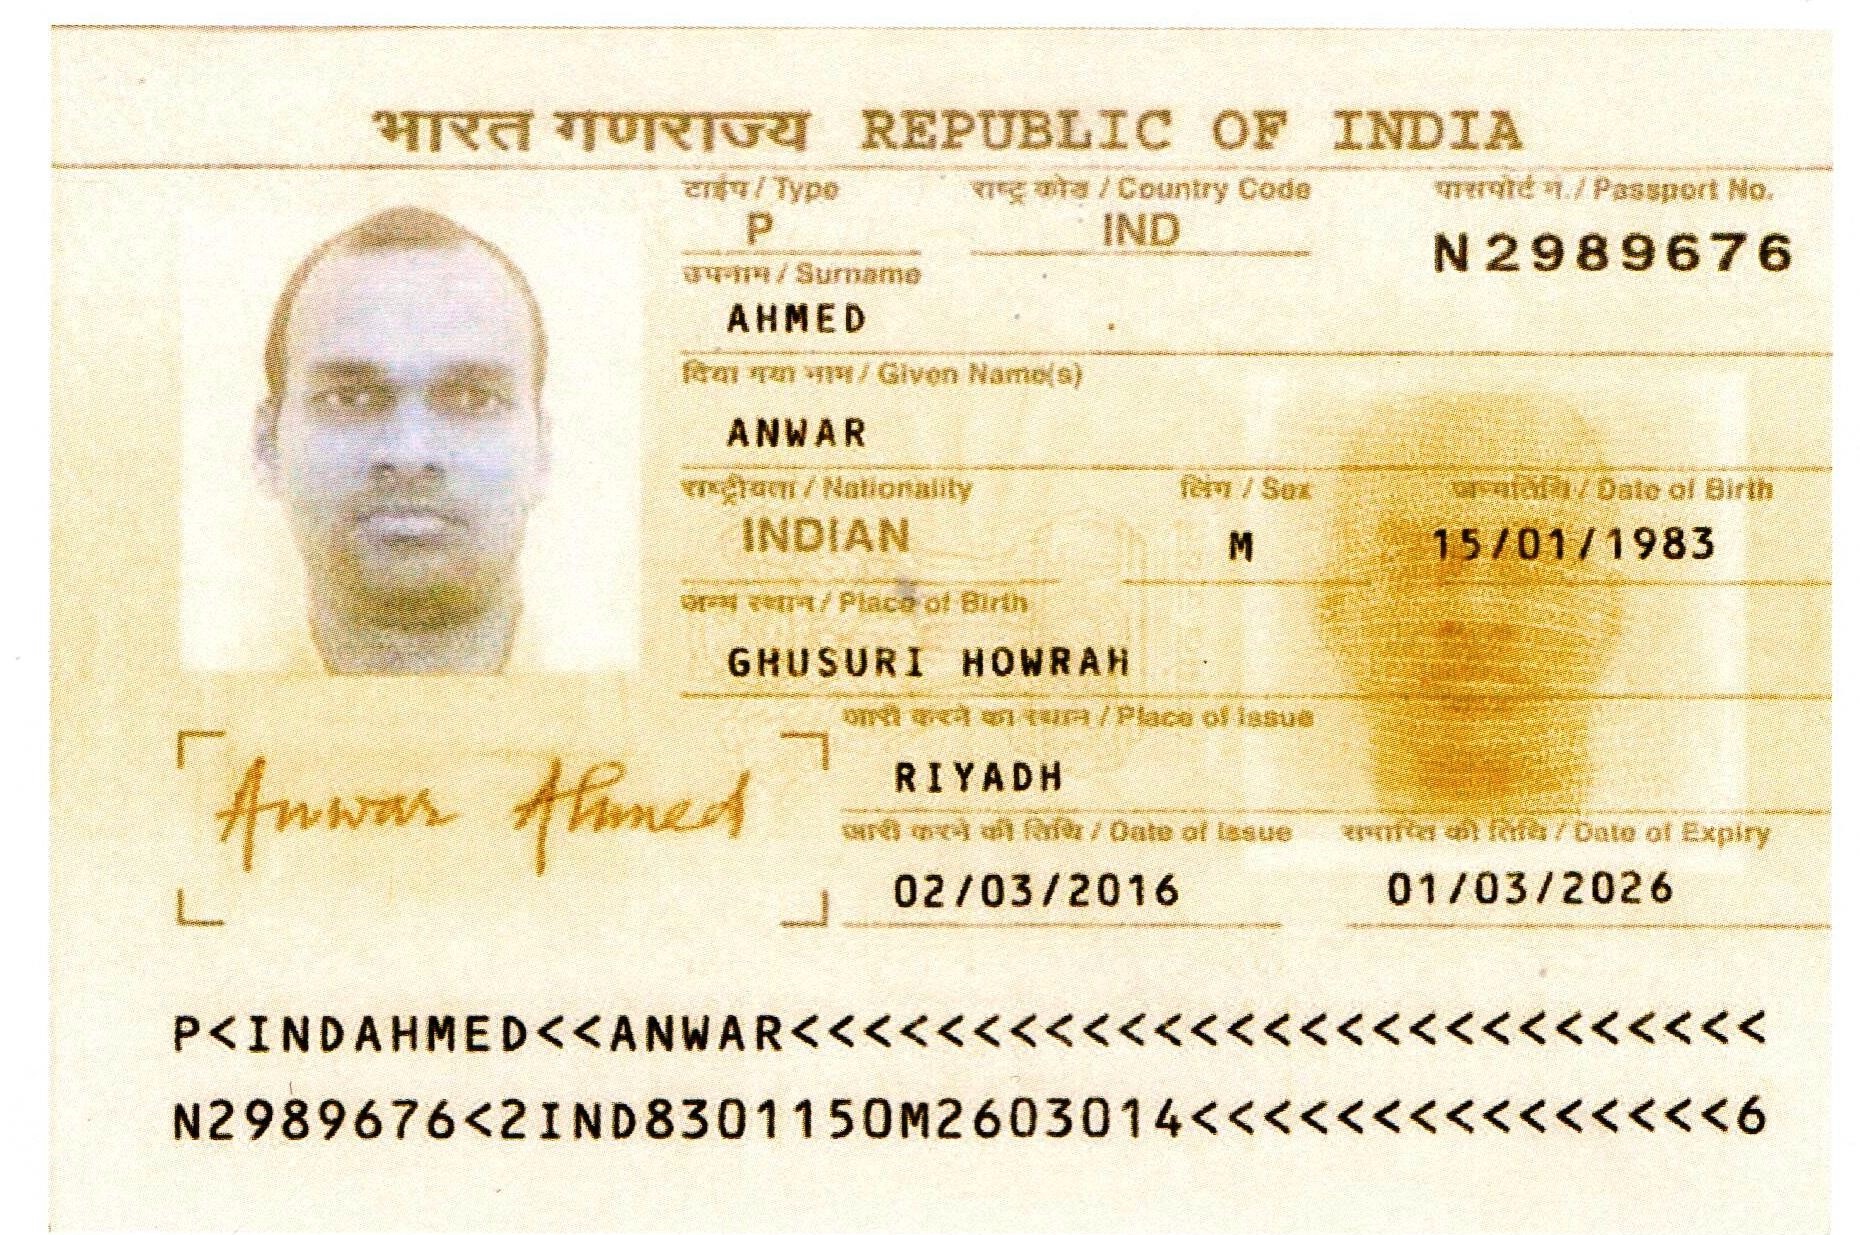 भारत गणराज्य REPUBLIC OF INDIA
टाईप / Type राष्ट्र कोड / Country Code पासपोर्ट नं. / Passport No.
P IND N2989676
उपनाम / Surname
AHMED
दिया गया नाम / Given Name(s)
ANWAR
राष्ट्रीयता / Nationality लिंग / Sex जन्मतिथि / Date of Birth
INDIAN M 15/01/1983
जन्म स्थान / Place of Birth
GHUSURI HOWRAH
जारी करने का स्थान / Place of Issue
RIYADH
Anwar Ahmed
जारी करने की तिथि / Date of Issue समाप्ति की तिथि / Date of Expiry
02/03/2016 01/03/2026
P<INDAHMED<<ANWAR<<<<<<<<<<<<<<<<<<<<<<<<<<<
N2989676<2IND8301150M2603014<<<<<<<<<<<<<<<6